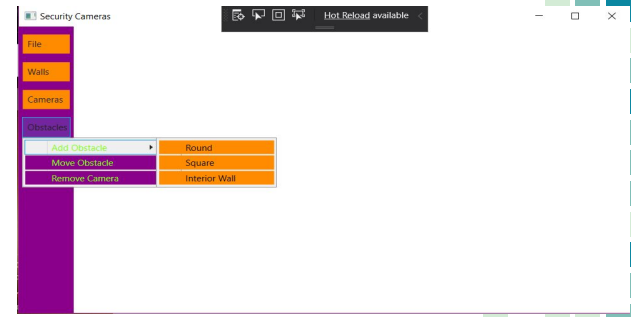 Security Cameras
Hot Reload available
File
Walls
Cameras
Obstacles
Add Obstacle
Round
Move Obstacle
Square
Remove Camera
Interior Wall